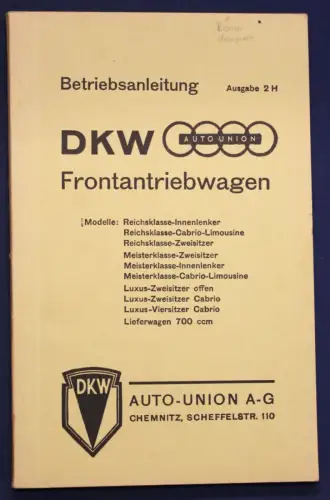 Betriebsanleitung Ausgabe 2 H
DKW AUTO UNION
Frontantriebwagen
Modelle: Reichsklasse-Innenlenker
Reichsklasse-Cabrio-Limousine
Reichsklasse-Zweisitzer
Meisterklasse-Zweisitzer
Meisterklasse-Innenlenker
Meisterklasse-Cabrio-Limousine
Luxus-Zweisitzer offen
Luxus-Zweisitzer Cabrio
Luxus-Viersitzer Cabrio
Lieferwagen 700 ccm
DKW
AUTO-UNION A-G
CHEMNITZ, SCHEFFELSTR. 110